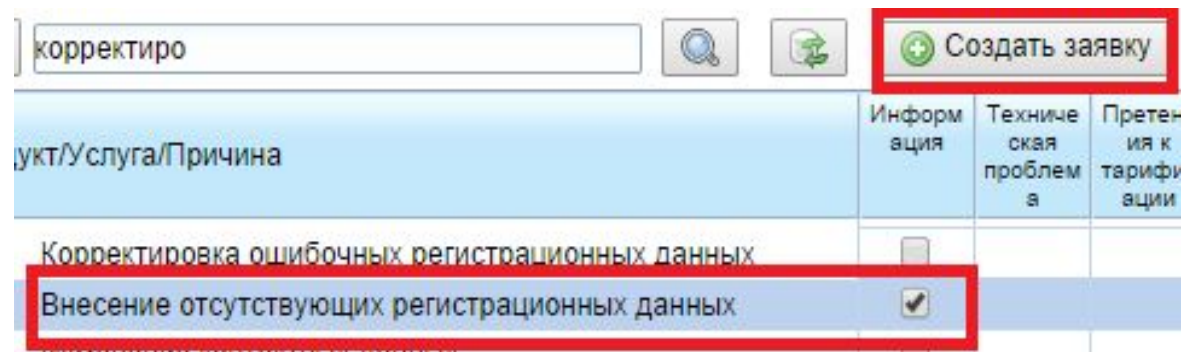 корректиро
Создать заявку
укт/Услуга/Причина
Информ
ация
Техниче
ская
проблем
а
Претен
ия к
тарифи
ации
Корректировка ошибочных регистрационных данных
Внесение отсутствующих регистрационных данных